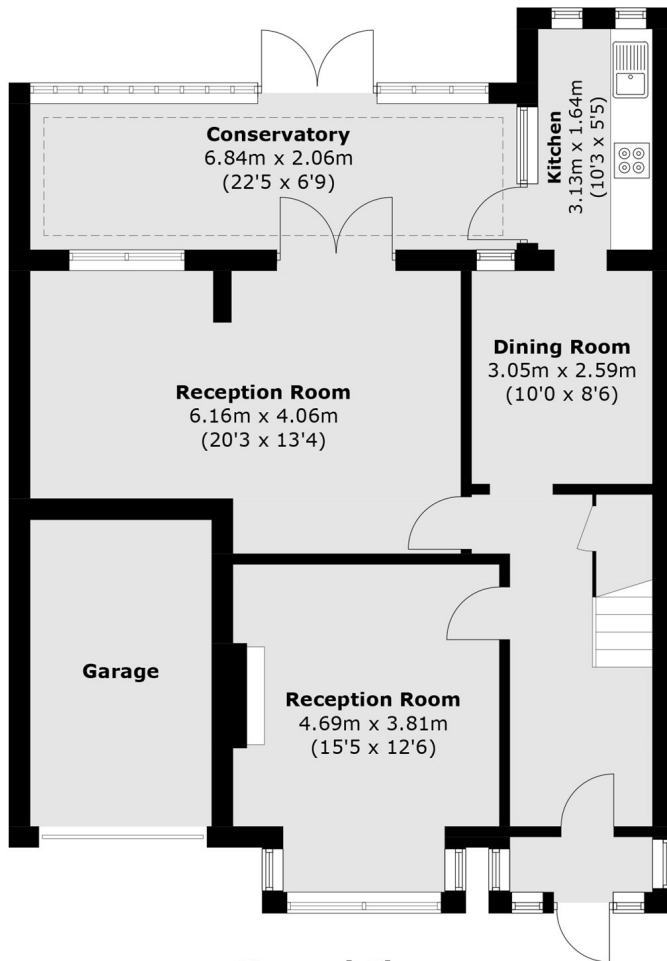 Conservatory
6.84m x 2.06m
(22'5 x 6'9)
Kitchen
3.13m x 1.64m
(10'3 x 5'5)
Dining Room
3.05m x 2.59m
(10'0 x 8'6)
Reception Room
6.16m x 4.06m
(20'3 x 13'4)
Garage
Reception Room
4.69m x 3.81m
(15'5 x 12'6)